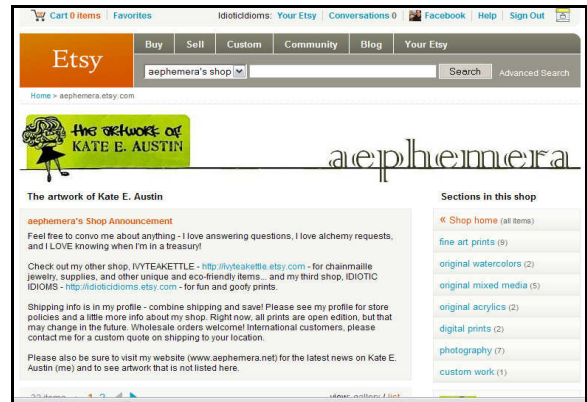 Cart 0 items | Favorites
IdioticIdioms: Your Etsy | Conversations 0 | Facebook | Help | Sign Out
Etsy
Buy Sell Custom Community Blog Your Etsy
aephemera's shop Search Advanced Search
Home > aephemera.etsy.com
the artwork of
KATE E. AUSTIN
aephemera
The artwork of Kate E. Austin
aephemera's Shop Announcement
Feel free to convo me about anything - I love answering questions, I love alchemy requests,
and I LOVE knowing when I'm in a treasury!
Check out my other shop, IVYTEAKETTLE - http://ivyteakettle.etsy.com - for chainmaille
jewelry, supplies, and other unique and eco-friendly items... and my third shop, IDIOTIC
IDIOMS - http://idioticidioms.etsy.com - for fun and goofy prints.
Shipping info is in my profile - combine shipping and save! Please see my profile for store
policies and a little more info about my shop. Right now, all prints are open edition, but that
may change in the future. Wholesale orders welcome! International customers, please
contact me for a custom quote on shipping to your location.
Please also be sure to visit my website (www.aephemera.net) for the latest news on Kate E.
Austin (me) and to see artwork that is not listed here.
items 1 2 view: gallery / list
Sections in this shop
« Shop home (all items)
fine art prints (9)
original watercolors (2)
original mixed media (5)
original acrylics (2)
digital prints (2)
photography (7)
custom work (1)